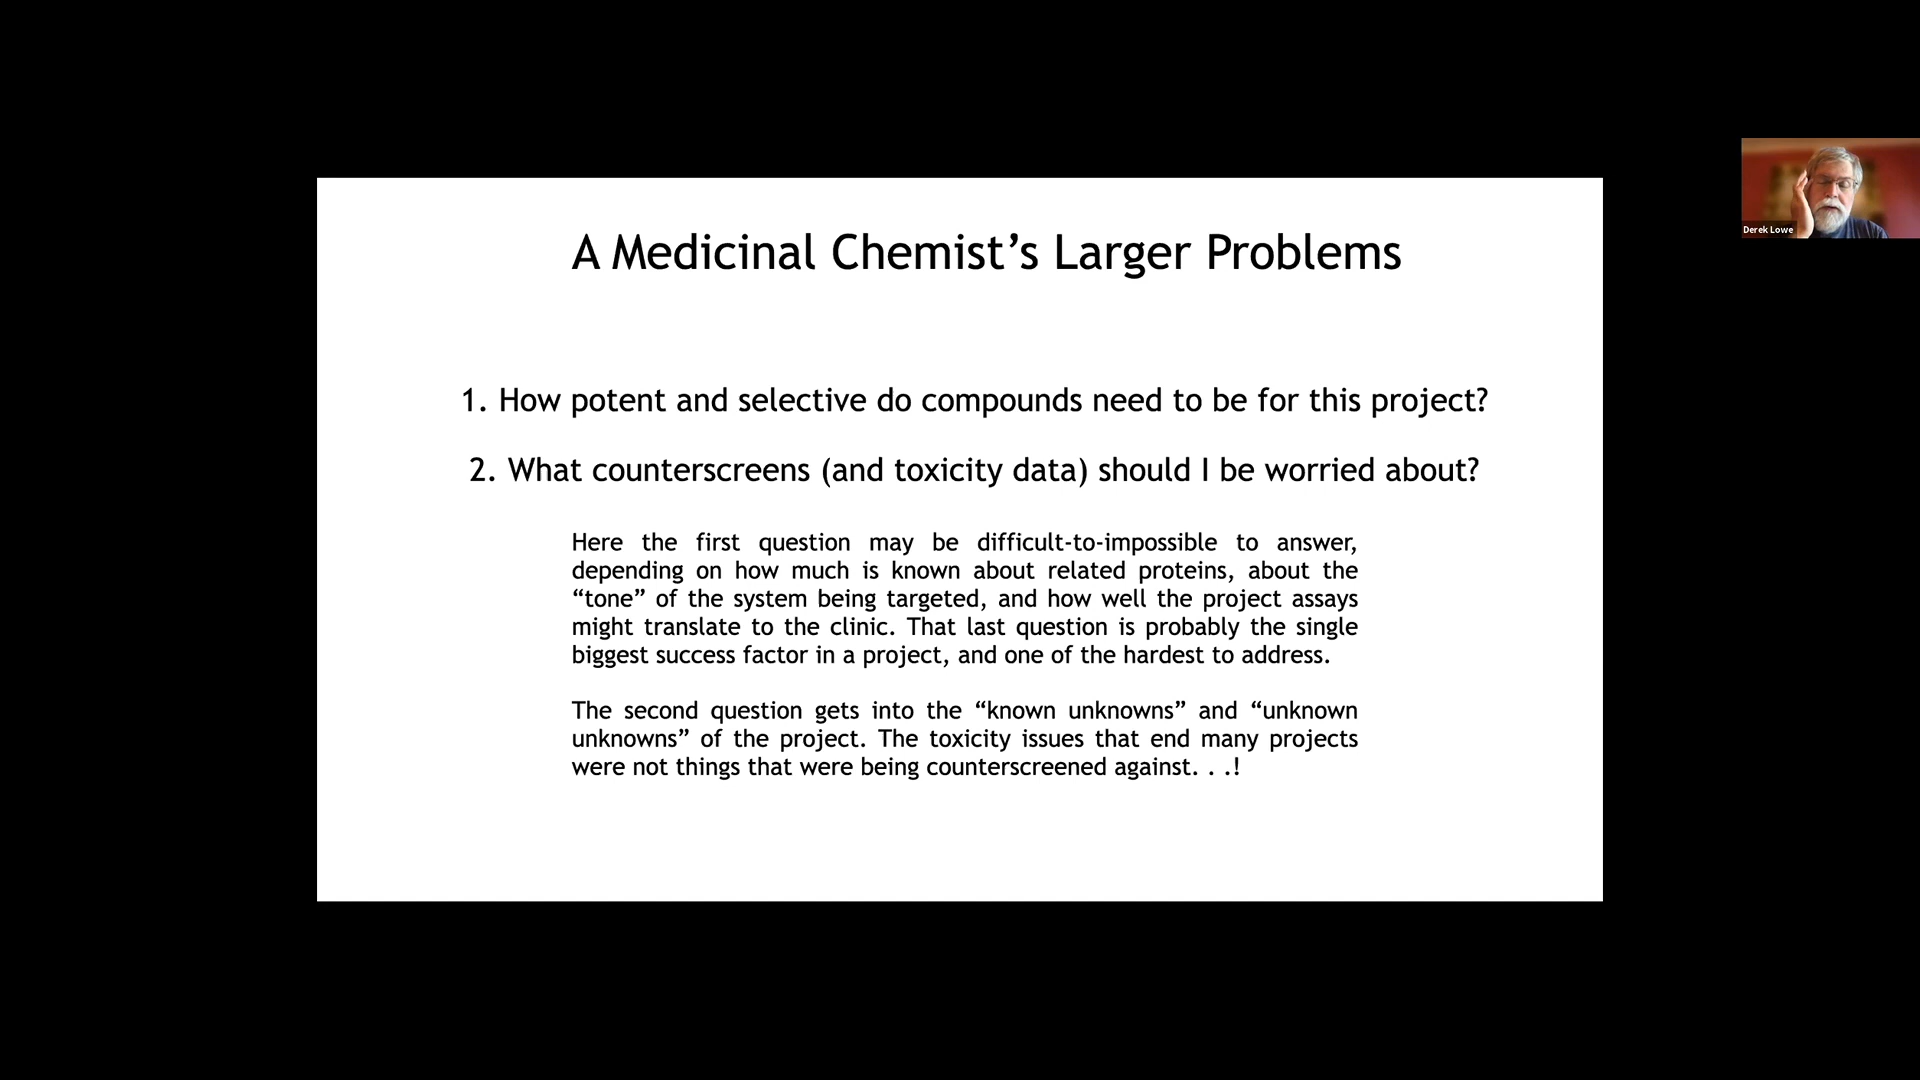 A Medicinal Chemist’s Larger Problems
Derek Lowe
1. How potent and selective do compounds need to be for this project?
2. What counterscreens (and toxicity data) should I be worried about?
Here the first question may be difficult-to-impossible to answer,
depending on how much is known about related proteins, about the
“tone” of the system being targeted, and how well the project assays
might translate to the clinic. That last question is probably the single
biggest success factor in a project, and one of the hardest to address.
The second question gets into the “known unknowns” and “unknown
unknowns” of the project. The toxicity issues that end many projects
were not things that were being counterscreened against. . .!